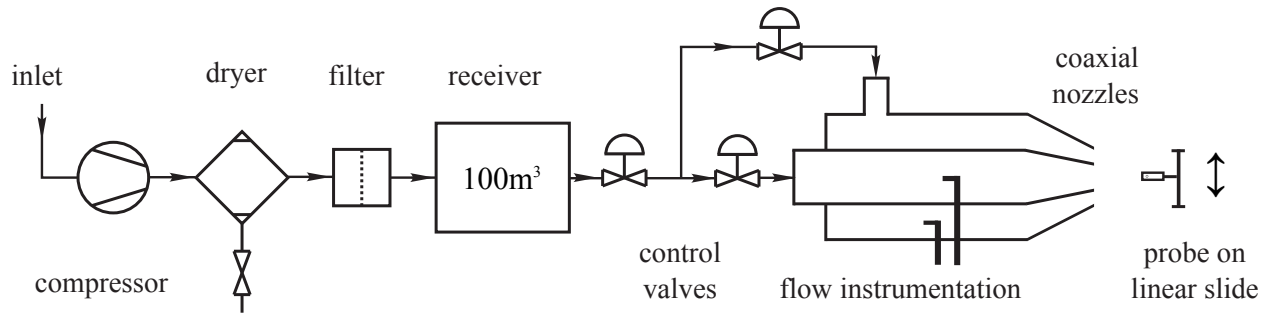 inlet
dryer
filter
receiver
coaxial
nozzles
100m³
compressor
control
valves
flow instrumentation
probe on
linear slide